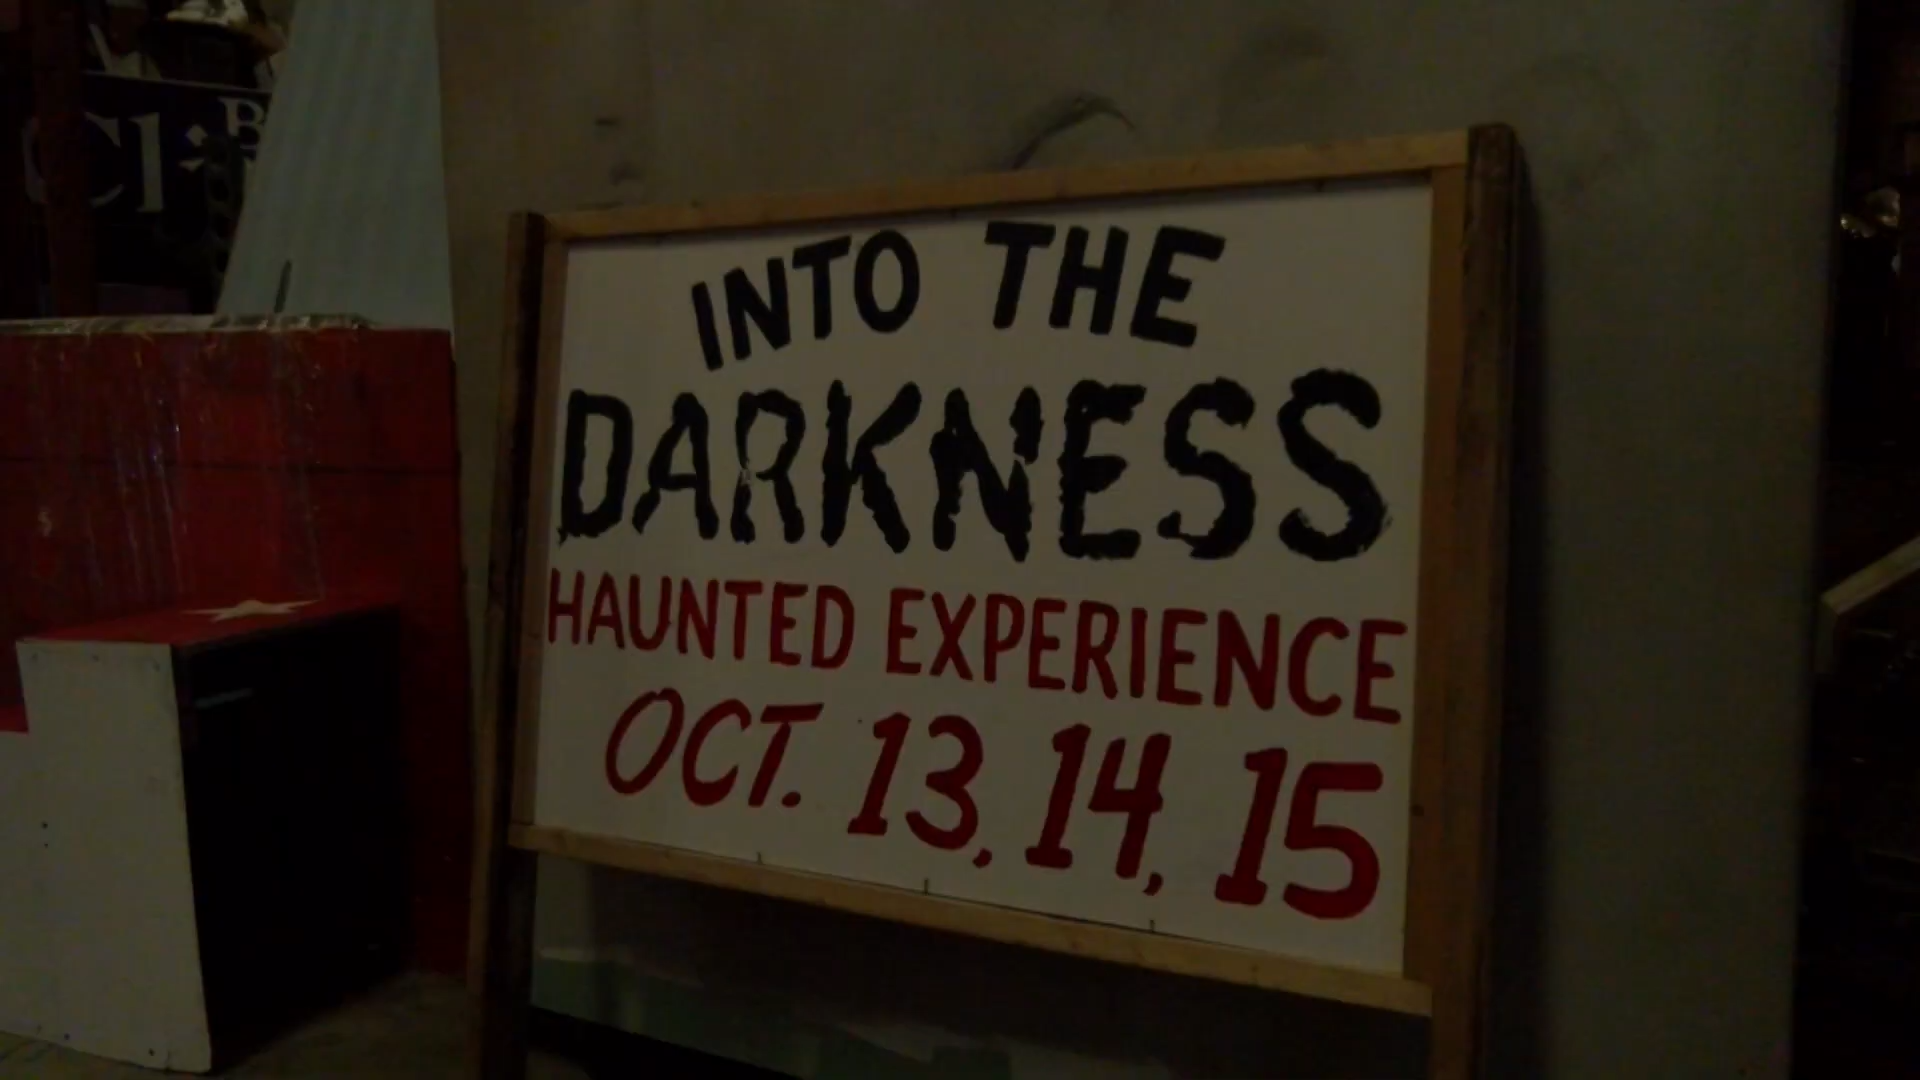 INTO THE
DARKNESS
HAUNTED EXPERIENCE
OCT. 13, 14, 15